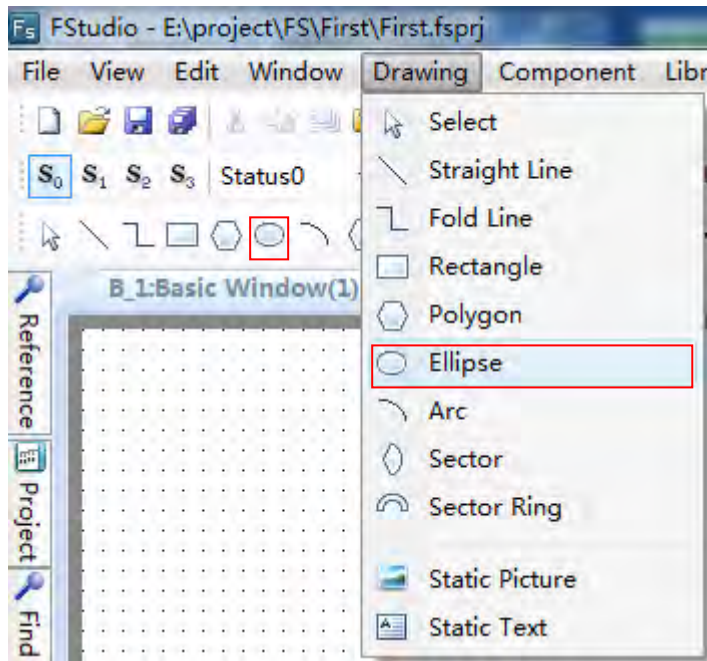 Fs FStudio - E:\project\FS\First\First.fsprj
File View Edit Window Drawing Component Libr
S0 S1 S2 S3 Status0
B_1:Basic Window(1)
Reference
Project
Find
Select
Straight Line
Fold Line
Rectangle
Polygon
Ellipse
Arc
Sector
Sector Ring
Static Picture
Static Text